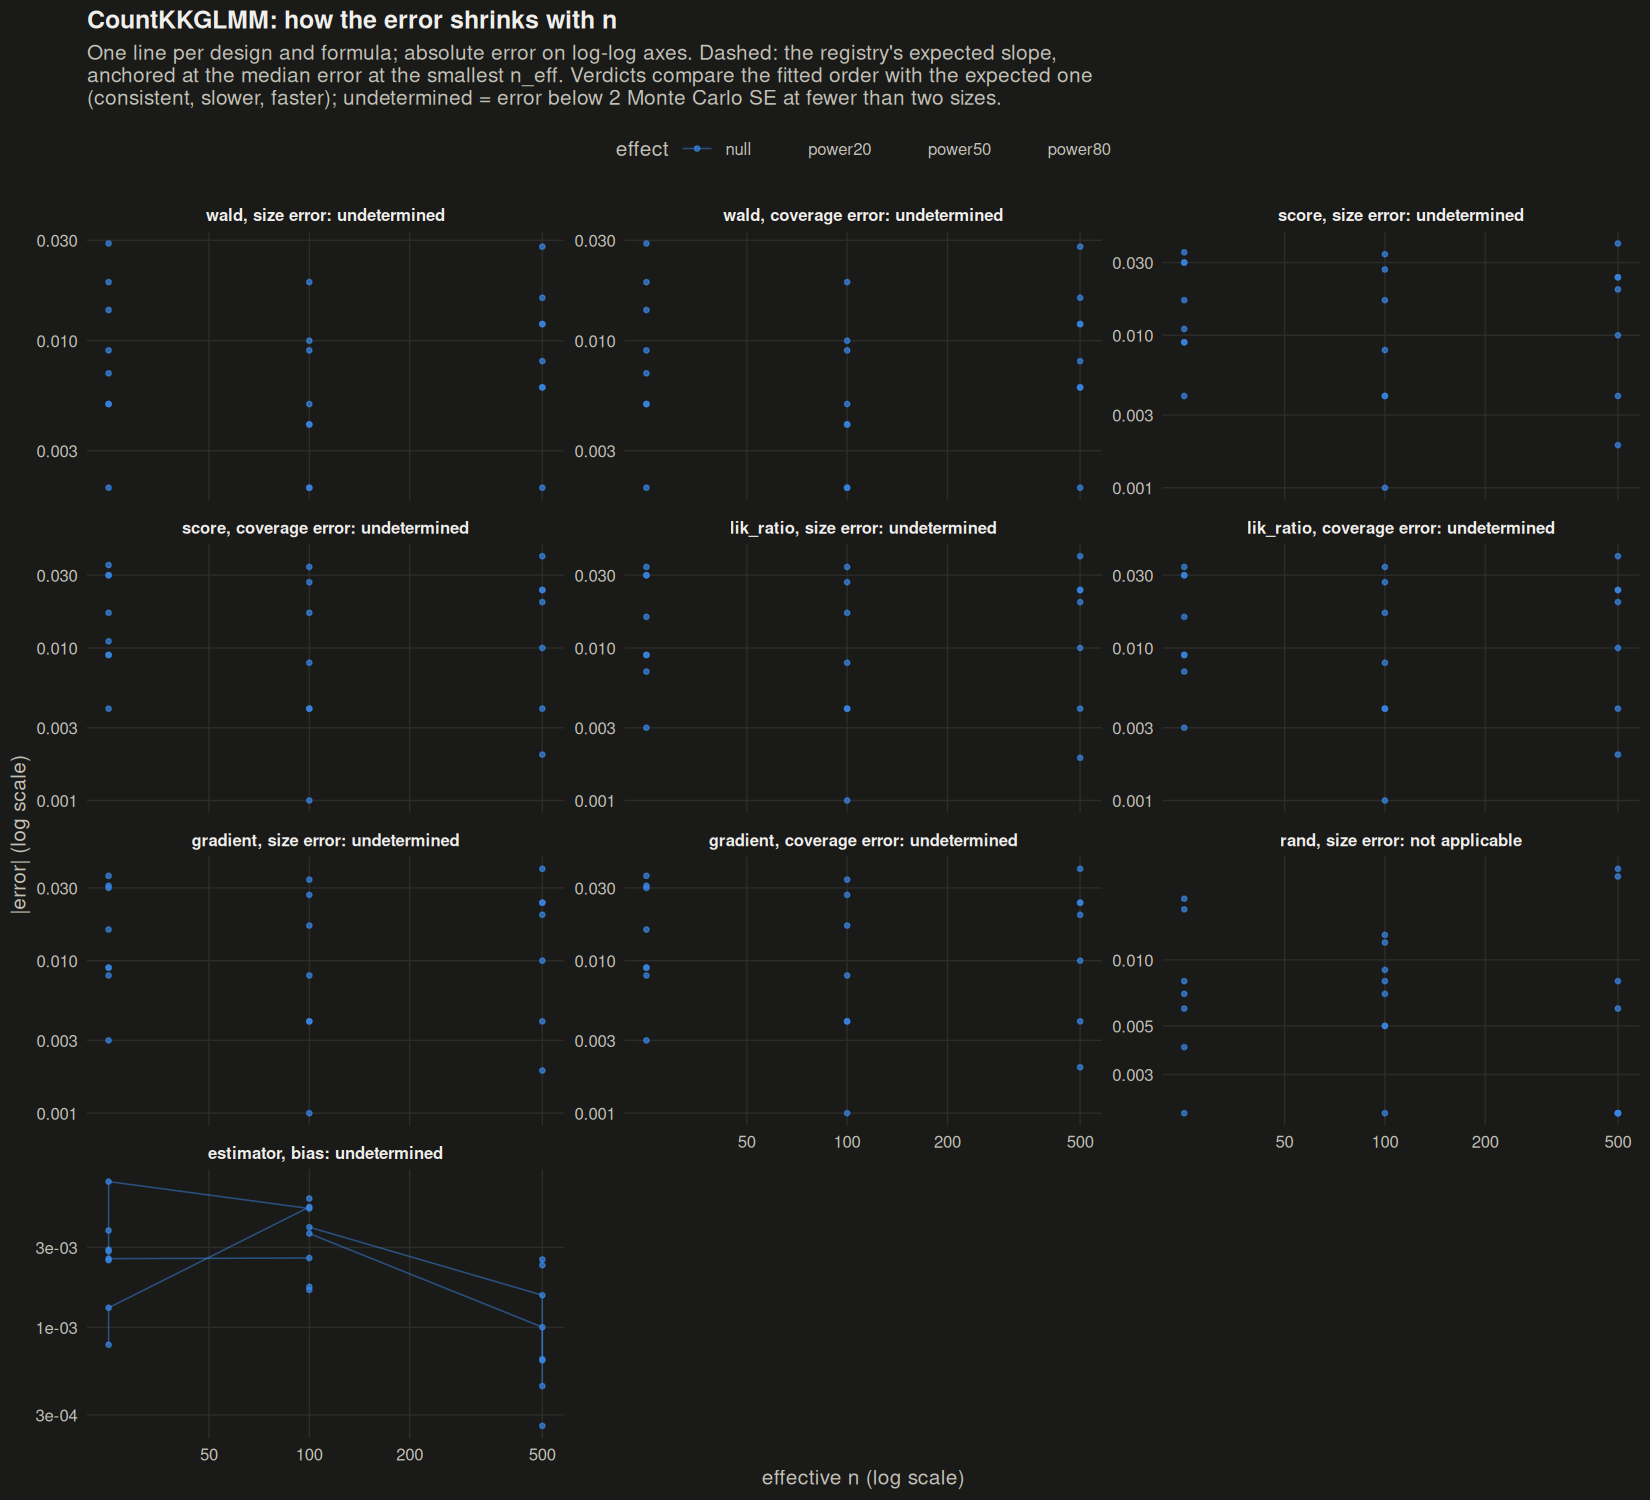 CountKKGLMM: how the error shrinks with n
One line per design and formula; absolute error on log-log axes. Dashed: the registry's expected slope,
anchored at the median error at the smallest n_eff. Verdicts compare the fitted order with the expected one
(consistent, slower, faster); undetermined = error below 2 Monte Carlo SE at fewer than two sizes.
effect null power20 power50 power80
wald, size error: undetermined
0.030
0.010
0.003
wald, coverage error: undetermined
0.030
0.010
0.003
score, size error: undetermined
0.030
0.010
0.003
0.001
score, coverage error: undetermined
0.030
0.010
0.003
0.001
lik_ratio, size error: undetermined
0.030
0.010
0.003
0.001
lik_ratio, coverage error: undetermined
0.030
0.010
0.003
0.001
gradient, size error: undetermined
0.030
0.010
0.003
0.001
gradient, coverage error: undetermined
0.030
0.010
0.003
0.001
50 100 200 500
rand, size error: not applicable
0.010
0.005
0.003
50 100 200 500
estimator, bias: undetermined
3e-03
1e-03
3e-04
50 100 200 500
|error| (log scale)
effective n (log scale)